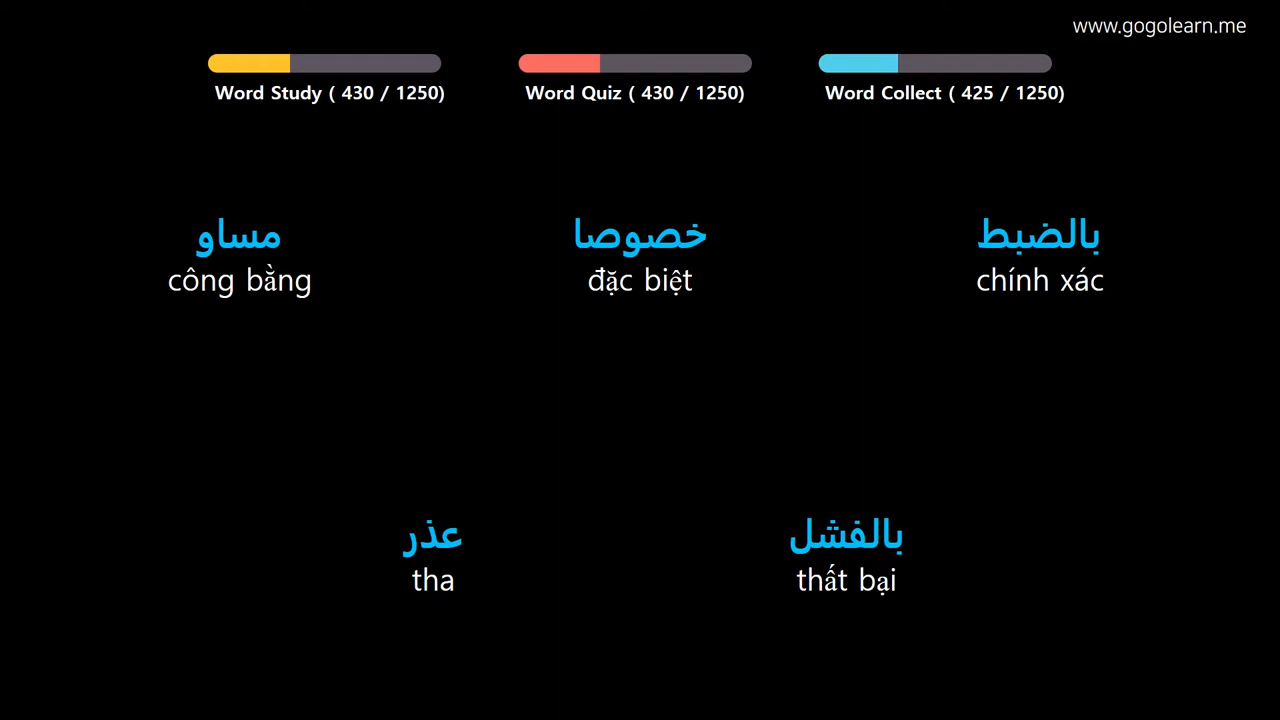 www.gogolearn.me
Word Study ( 430 / 1250)
Word Quiz ( 430 / 1250)
Word Collect ( 425 / 1250)
مساو
công bằng
خصوصا
đặc biệt
بالضبط
chính xác
عذر
tha
بالفشل
thất bại